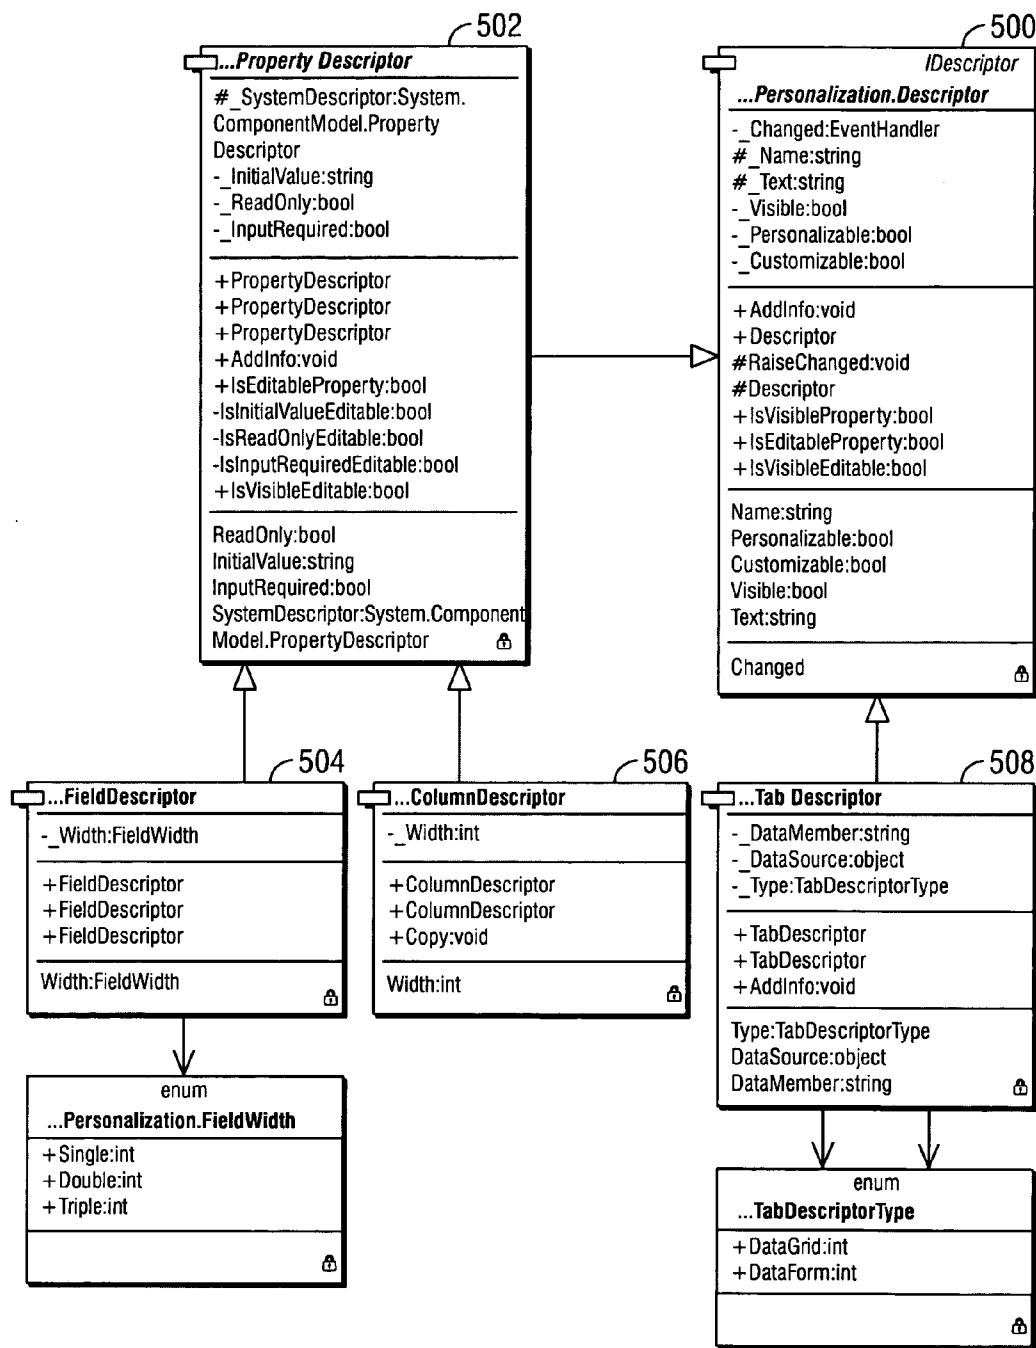 502
...Property Descriptor
#_SystemDescriptor:System.
ComponentModel.Property
Descriptor
-_InitialValue:string
-_ReadOnly:bool
-_InputRequired:bool
+PropertyDescriptor
+PropertyDescriptor
+PropertyDescriptor
+AddInfo:void
+IsEditableProperty:bool
-IsInitialValueEditable:bool
-IsReadOnlyEditable:bool
-IsInputRequiredEditable:bool
+IsVisibleEditable:bool
ReadOnly:bool
InitialValue:string
InputRequired:bool
SystemDescriptor:System.Component
Model.PropertyDescriptor
500
IDescriptor
...Personalization.Descriptor
-_Changed:EventHandler
#_Name:string
#_Text:string
-_Visible:bool
-_Personalizable:bool
-_Customizable:bool
+AddInfo:void
+Descriptor
#RaiseChanged:void
#Descriptor
+IsVisibleProperty:bool
+IsEditableProperty:bool
+IsVisibleEditable:bool
Name:string
Personalizable:bool
Customizable:bool
Visible:bool
Text:string
Changed
504
...FieldDescriptor
-_Width:FieldWidth
+FieldDescriptor
+FieldDescriptor
+FieldDescriptor
Width:FieldWidth
506
...ColumnDescriptor
-_Width:int
+ColumnDescriptor
+ColumnDescriptor
+Copy:void
Width:int
508
...Tab Descriptor
-_DataMember:string
-_DataSource:object
-_Type:TabDescriptorType
+TabDescriptor
+TabDescriptor
+AddInfo:void
Type:TabDescriptorType
DataSource:object
DataMember:string
enum
...Personalization.FieldWidth
+Single:int
+Double:int
+Triple:int
enum
...TabDescriptorType
+DataGrid:int
+DataForm:int